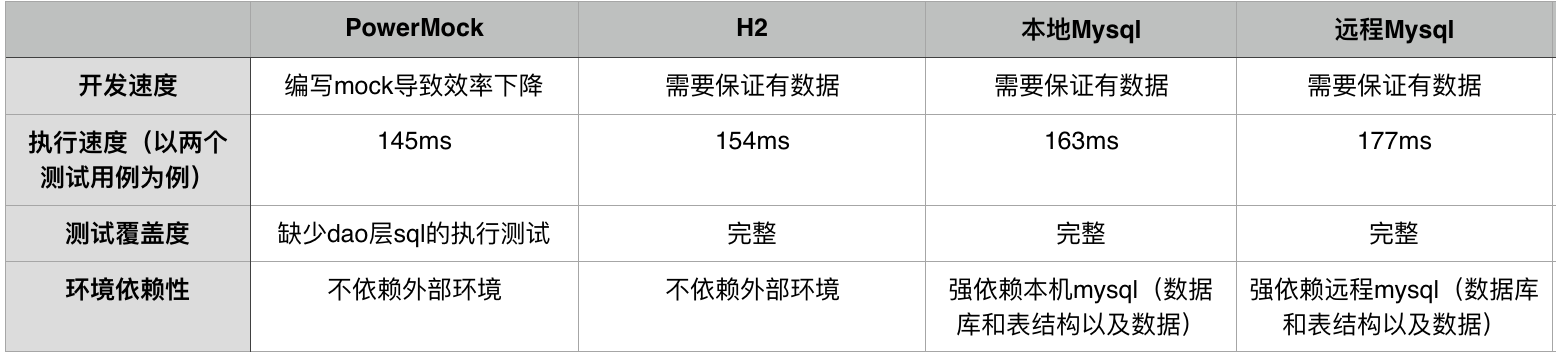 PowerMock H2 本地Mysql 远程Mysql
开发速度 编写mock导致效率下降 需要保证有数据 需要保证有数据 需要保证有数据
执行速度（以两个 145ms 154ms 163ms 177ms
测试用例为例）
测试覆盖度 缺少dao层sql的执行测试 完整 完整 完整
环境依赖性 不依赖外部环境 不依赖外部环境 强依赖本机mysql（数据 强依赖远程mysql（数据库
库和表结构以及数据） 和表结构以及数据）